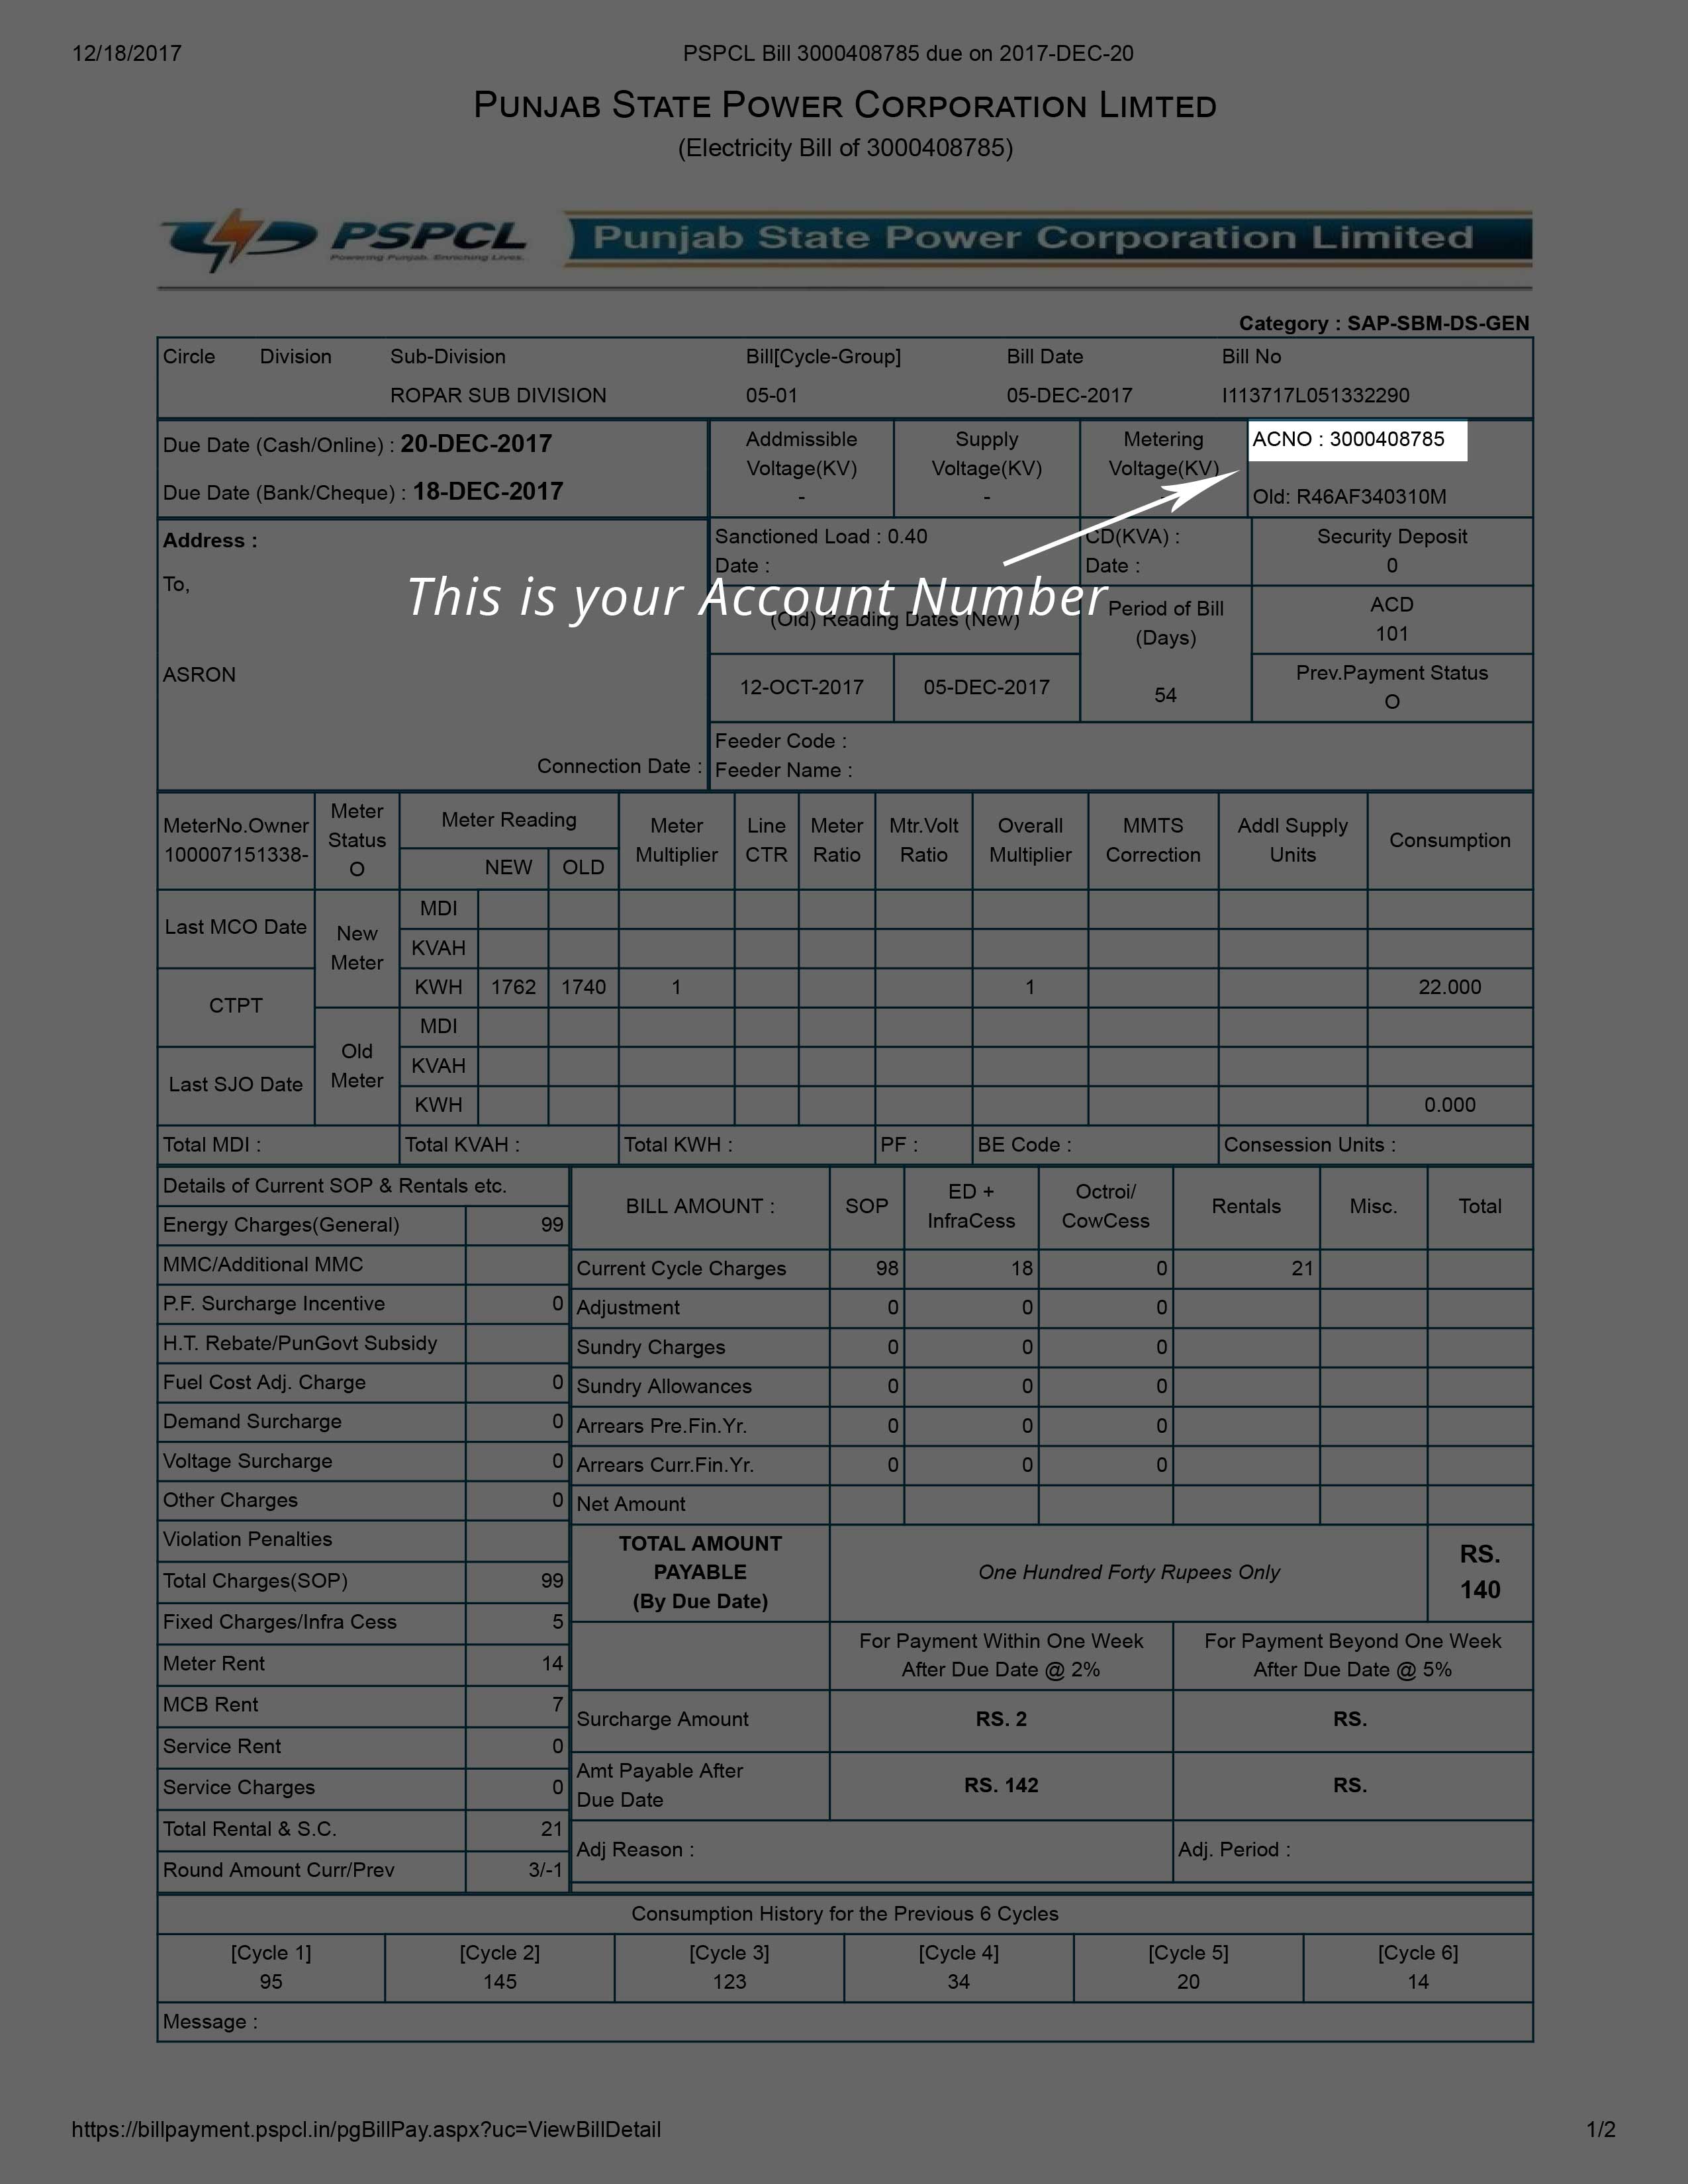 12/18/2017 PSPCL Bill 3000408785 due on 2017-DEC-20
PUNJAB STATE POWER CORPORATION LIMTED
(Electricity Bill of 3000408785)
PSPCL
Powering Punjab. Enriching Lives.
Punjab State Power Corporation Limited
Category : SAP-SBM-DS-GEN
Circle Division Sub-Division Bill[Cycle-Group] Bill Date Bill No
ROPAR SUB DIVISION 05-01 05-DEC-2017 I113717L051332290
Due Date (Cash/Online) : 20-DEC-2017
Due Date (Bank/Cheque) : 18-DEC-2017
Addmissible
Voltage(KV)
-
Supply
Voltage(KV)
-
Metering
Voltage(KV)
-
ACNO : 3000408785
Old: R46AF340310M
Address :
To,
ASRON
Connection Date :
This is your Account Number
Sanctioned Load : 0.40
Date :
CD(KVA) :
Date :
Security Deposit
0
(Old) Reading Dates (New)
Period of Bill
(Days)
54
ACD
101
12-OCT-2017 05-DEC-2017
Prev.Payment Status
O
Feeder Code :
Feeder Name :
MeterNo.Owner
100007151338-
Meter
Status
O
Meter Reading
NEW OLD
Meter
Multiplier
Line
CTR
Meter
Ratio
Mtr.Volt
Ratio
Overall
Multiplier
MMTS
Correction
Addl Supply
Units
Consumption
Last MCO Date
CTPT
Last SJO Date
New
Meter
MDI
KVAH
KWH 1762 1740 1 1 22.000
Old
Meter
MDI
KVAH
KWH 0.000
Total MDI : Total KVAH : Total KWH : PF : BE Code : Consession Units :
Details of Current SOP & Rentals etc.
Energy Charges(General) 99
MMC/Additional MMC
P.F. Surcharge Incentive 0
H.T. Rebate/PunGovt Subsidy
Fuel Cost Adj. Charge 0
Demand Surcharge 0
Voltage Surcharge 0
Other Charges 0
Violation Penalties
Total Charges(SOP) 99
Fixed Charges/Infra Cess 5
Meter Rent 14
MCB Rent 7
Service Rent 0
Service Charges 0
Total Rental & S.C. 21
Round Amount Curr/Prev 3/-1
BILL AMOUNT :
SOP
ED +
InfraCess
Octroi/
CowCess
Rentals
Misc.
Total
Current Cycle Charges 98 18 0 21
Adjustment 0 0 0
Sundry Charges 0 0 0
Sundry Allowances 0 0 0
Arrears Pre.Fin.Yr. 0 0 0
Arrears Curr.Fin.Yr. 0 0 0
Net Amount
TOTAL AMOUNT
PAYABLE
(By Due Date)
One Hundred Forty Rupees Only
RS.
140
For Payment Within One Week
After Due Date @ 2%
For Payment Beyond One Week
After Due Date @ 5%
Surcharge Amount RS. 2 RS.
Amt Payable After
Due Date
RS. 142 RS.
Adj Reason : Adj. Period :
Consumption History for the Previous 6 Cycles
[Cycle 1] [Cycle 2] [Cycle 3] [Cycle 4] [Cycle 5] [Cycle 6]
95 145 123 34 20 14
Message :
https://billpayment.pspcl.in/pgBillPay.aspx?uc=ViewBillDetail 1/2